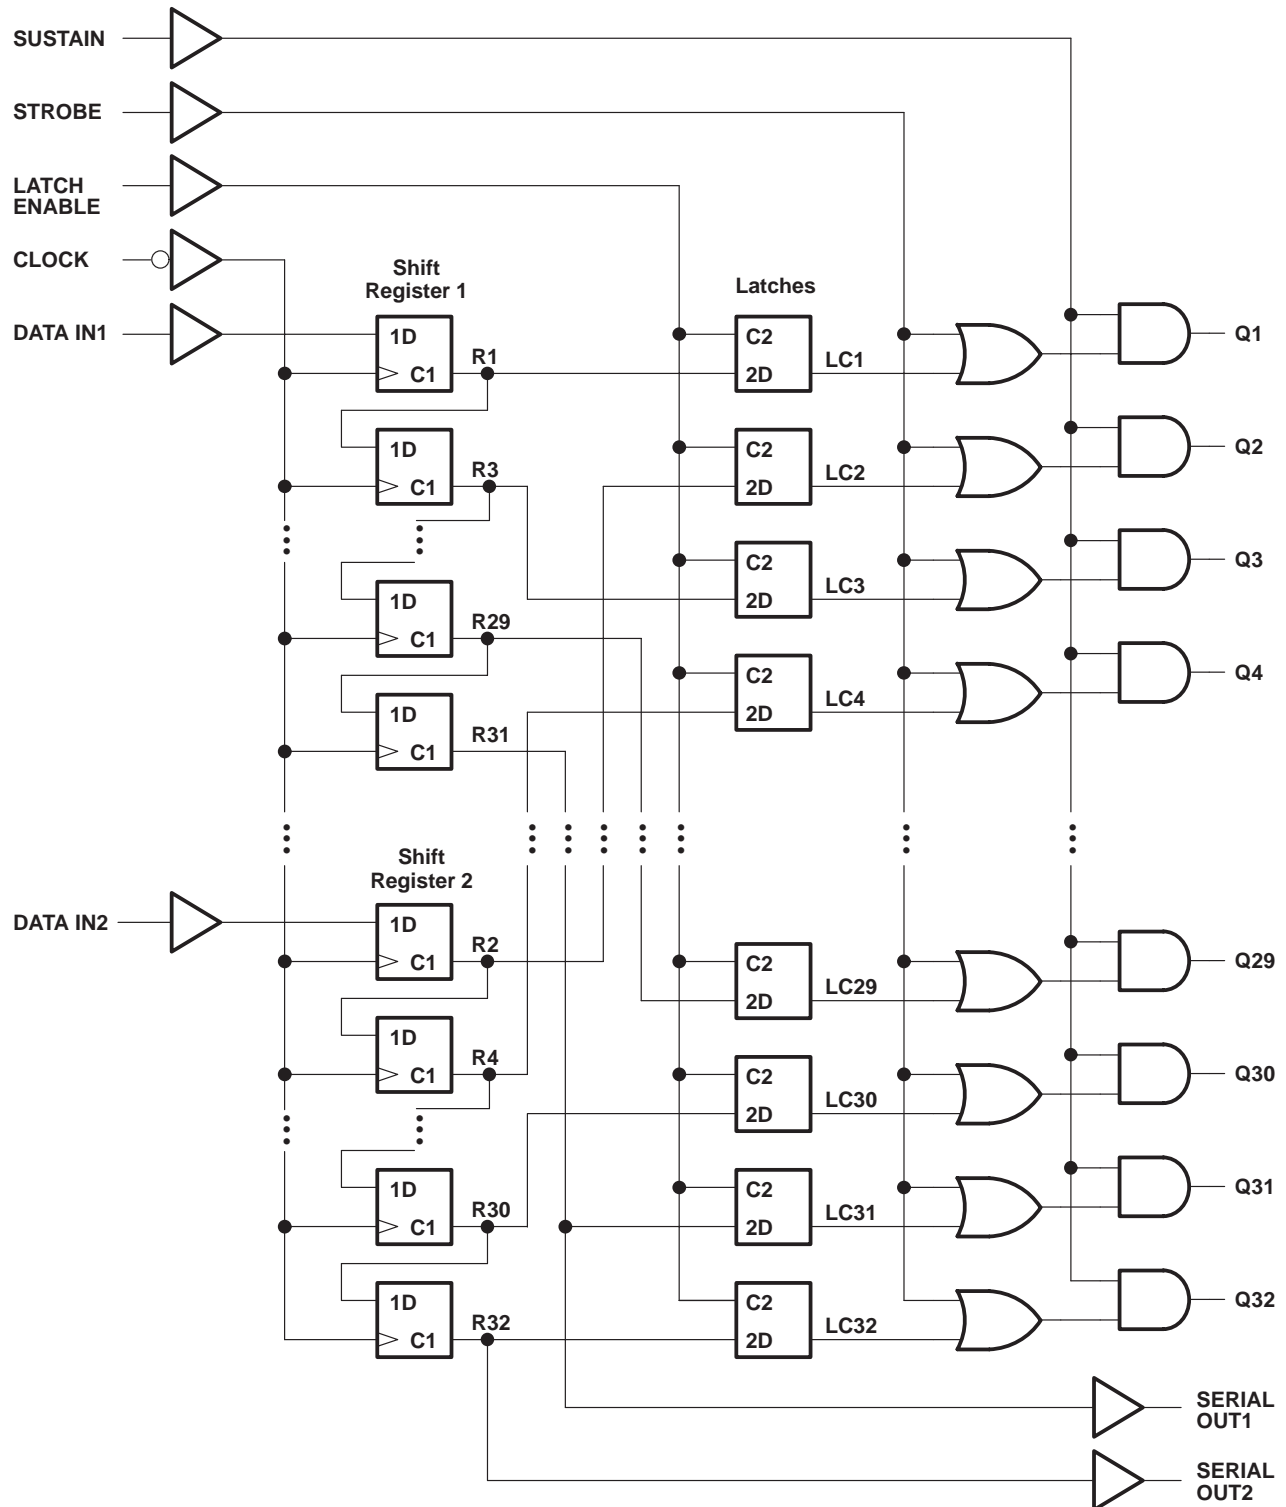 SUSTAIN
STROBE
LATCH
ENABLE
CLOCK
Shift
Register 1
Latches
DATA IN1
1D
C1
R1
C2
2D
LC1
Q1
1D
C1
R3
C2
2D
LC2
Q2
1D
C1
R29
C2
2D
LC3
Q3
1D
C1
R31
C2
2D
LC4
Q4
Shift
Register 2
DATA IN2
1D
C1
R2
C2
2D
LC29
Q29
1D
C1
R4
C2
2D
LC30
Q30
1D
C1
R30
C2
2D
LC31
Q31
1D
C1
R32
C2
2D
LC32
Q32
SERIAL
OUT1
SERIAL
OUT2